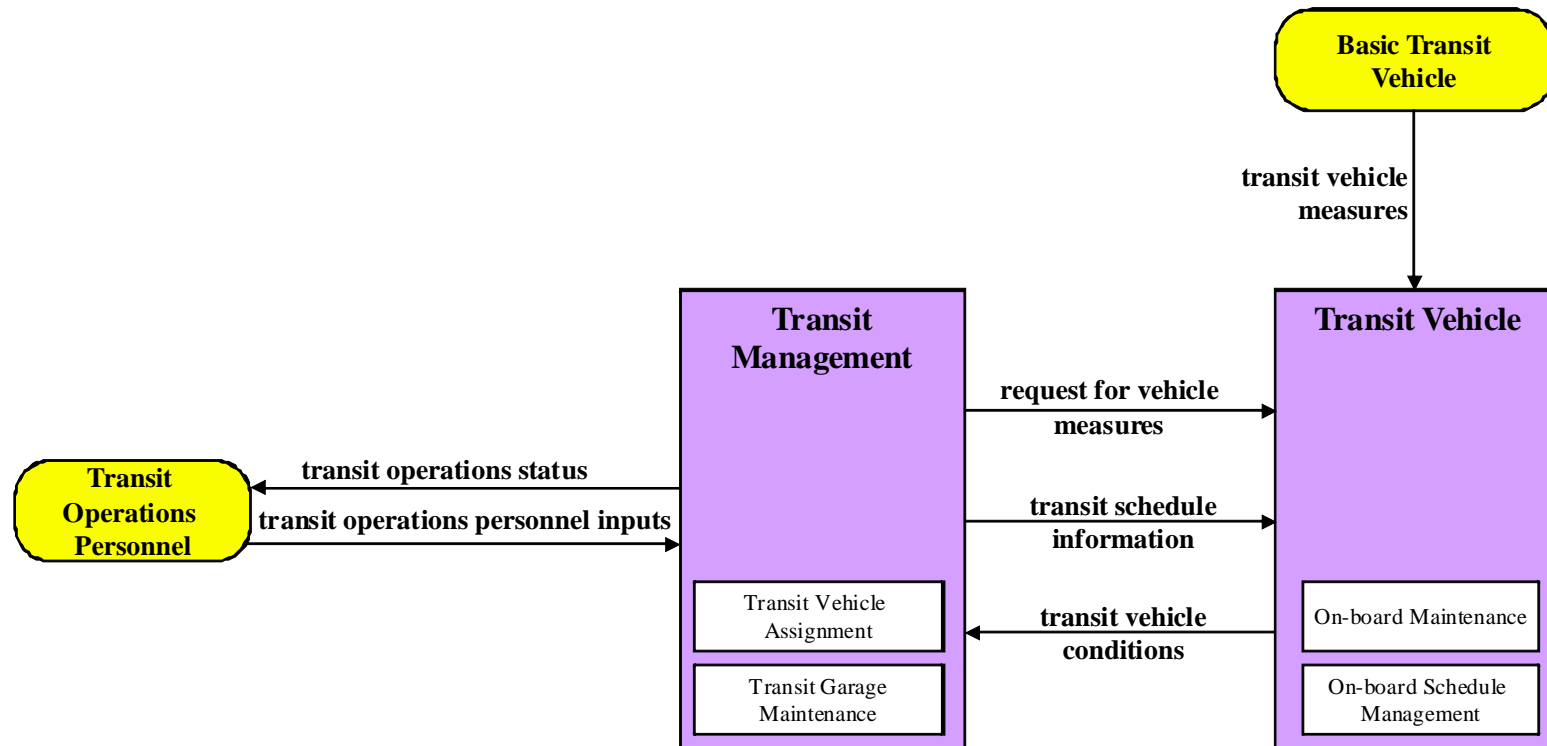 Basic Transit
Vehicle
transit vehicle
measures
Transit
Management
Transit Vehicle
request for vehicle
measures
transit operations status
Transit
Operations
Personnel
transit operations personnel inputs
transit schedule
information
Transit Vehicle
Assignment
transit vehicle
conditions
On-board Maintenance
Transit Garage
Maintenance
On-board Schedule
Management